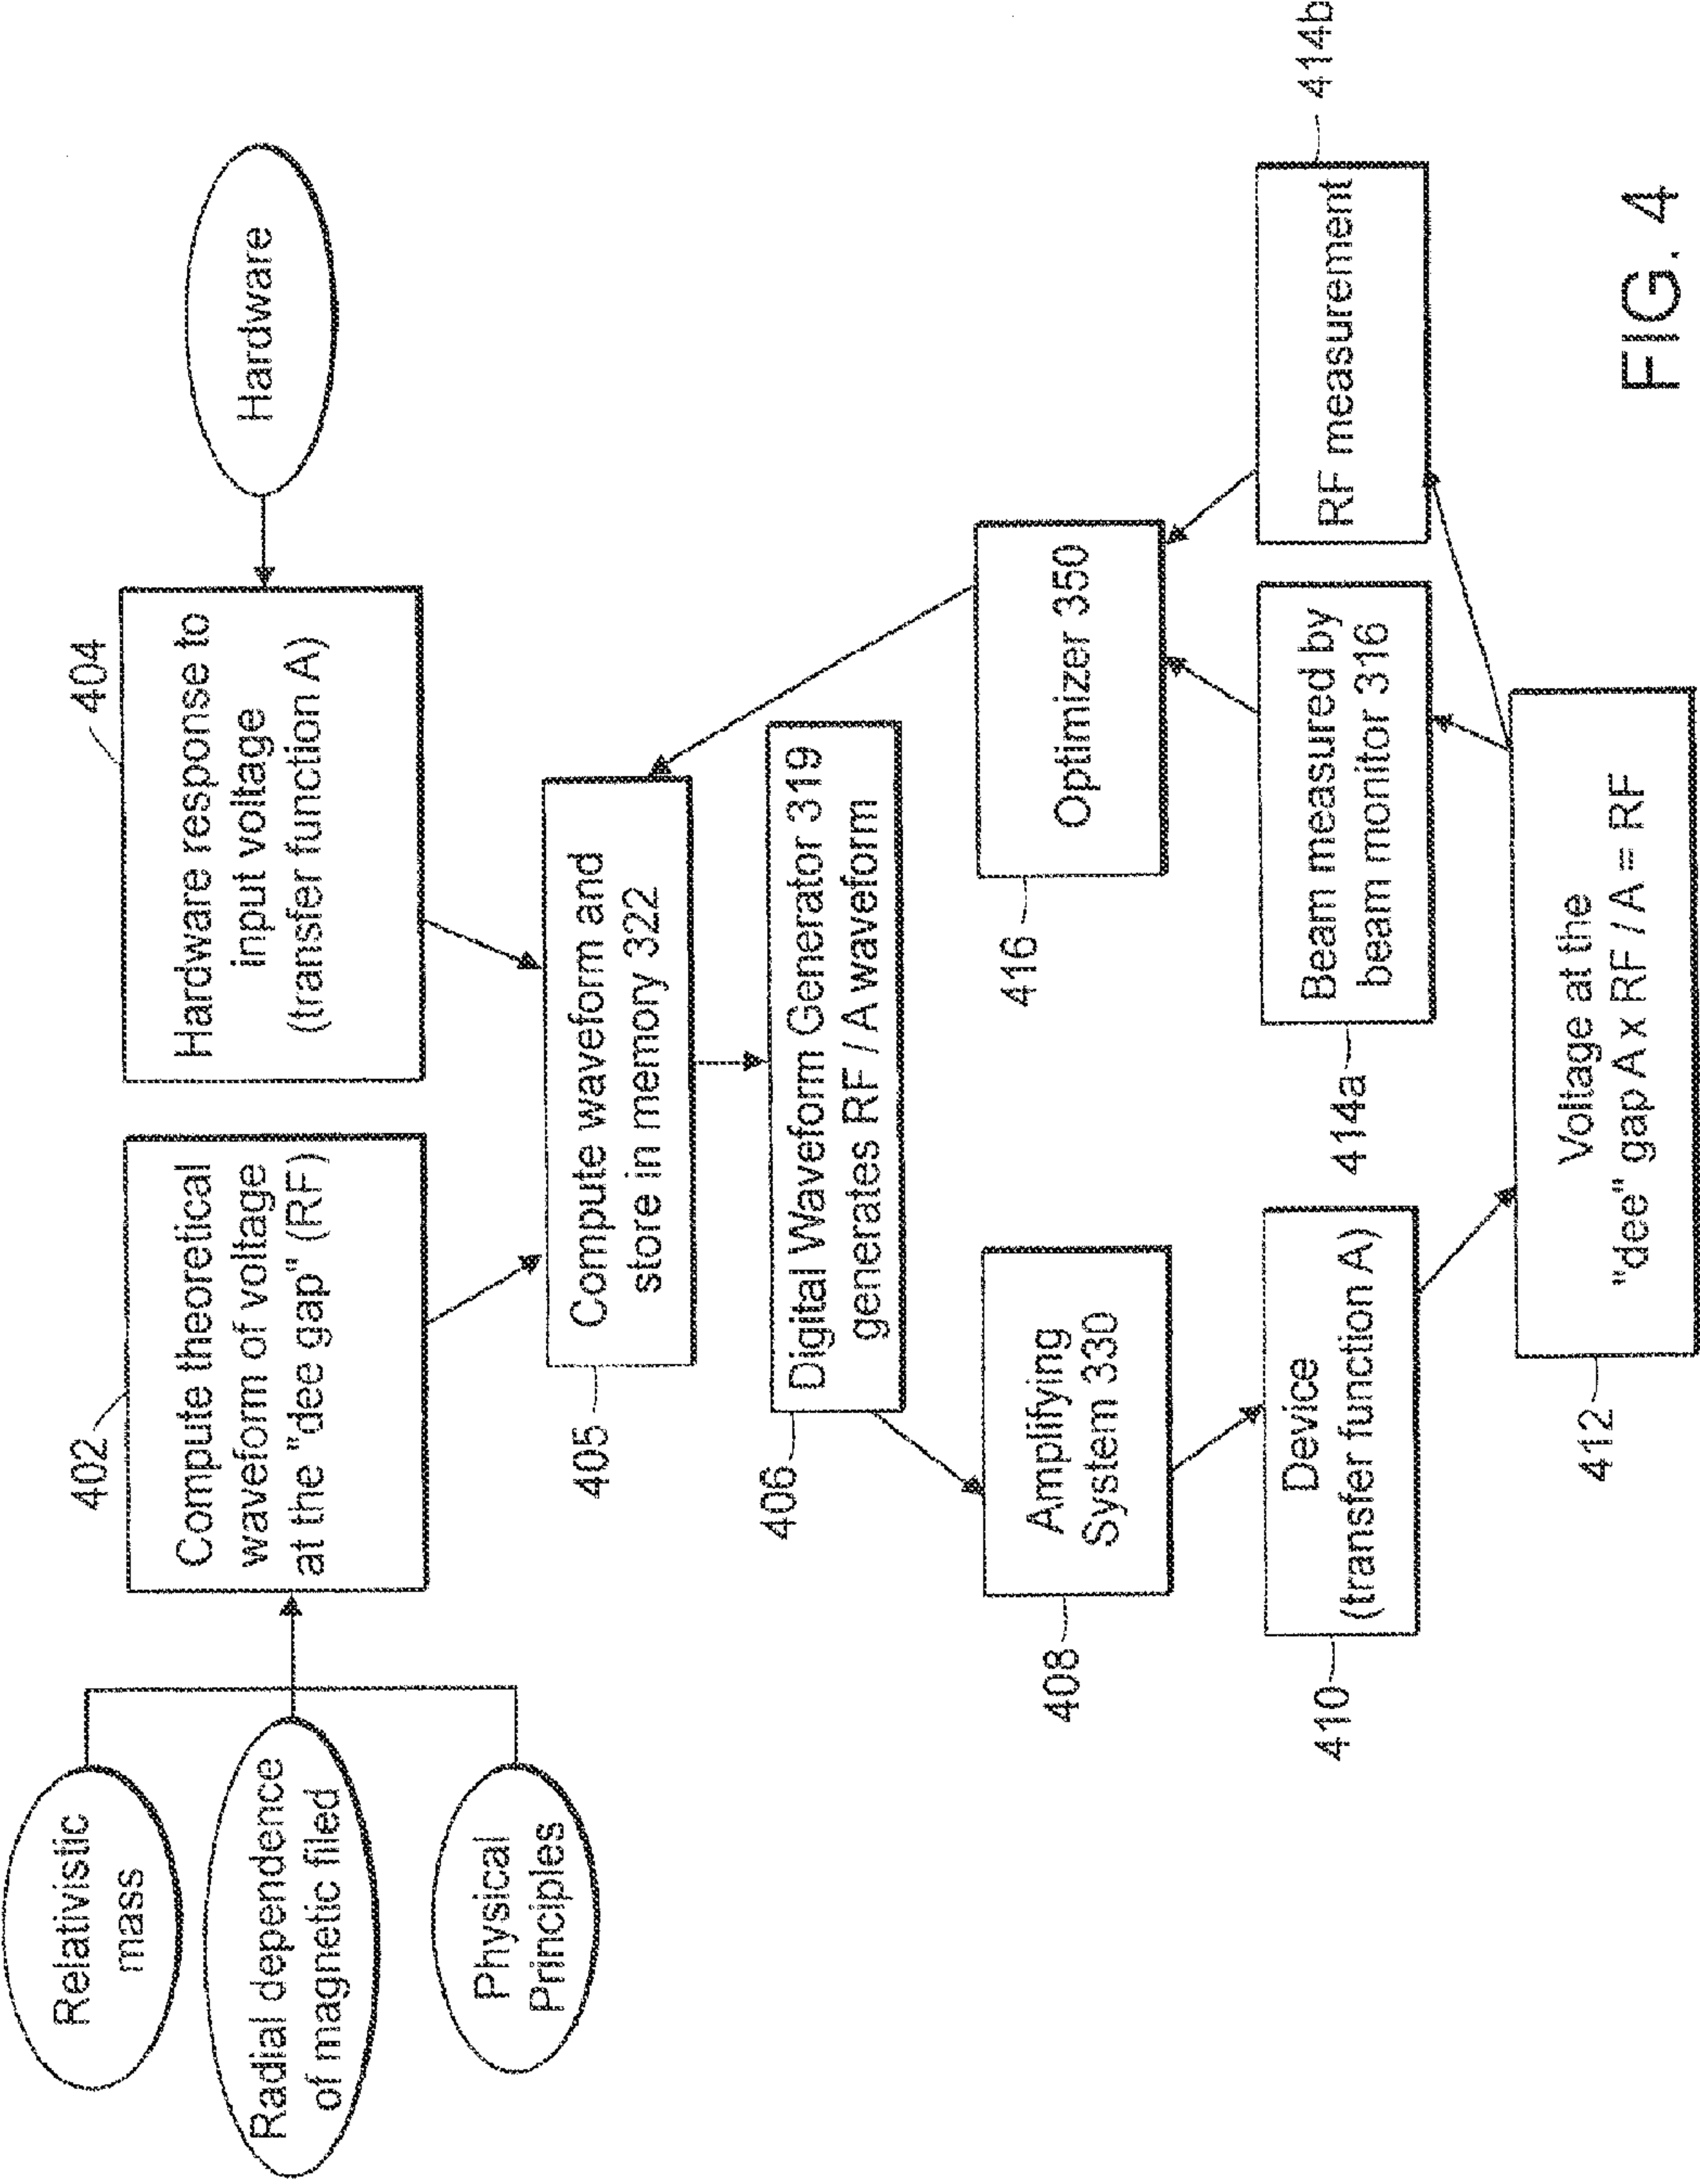 Relativistic
mass
Radial dependence
of magnetic filed
Physical
Principles
402
Compute theoretical
waveform of voltage
at the "dee gap" (RF)
404
Hardware response to
input voltage
(transfer function A)
Hardware
405
Compute waveform and
store in memory 322
406
Digital Waveform Generator 319
generates RF / A waveform
408
Amplifying
System 330
416
Optimizer 350
410
Device
(transfer function A)
414a
Beam measured by
beam monitor 316
RF measurement
414b
412
Voltage at the
"dee" gap A x RF / A = RF
FIG. 4